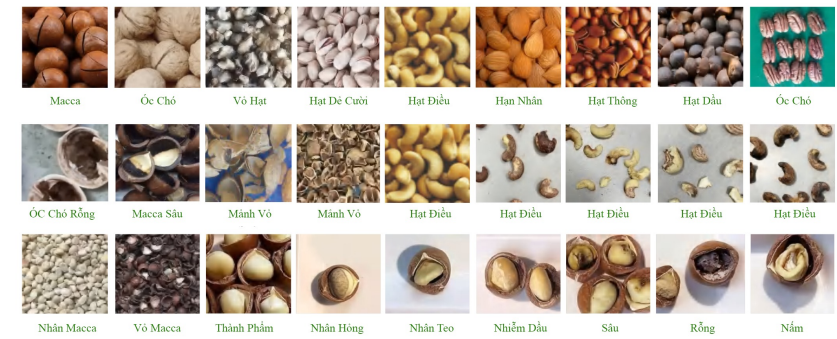 Macca
Óc Chó
Vỏ Hạt
Hạt Dẻ Cười
Hạt Điều
Hạn Nhân
Hạt Thông
Hạt Dầu
Óc Chó
ÓC Chó Rỗng
Macca Sâu
Mảnh Vỏ
Mảnh Vỏ
Hạt Điều
Hạt Điều
Hạt Điều
Hạt Điều
Hạt Điều
Nhân Macca
Vỏ Macca
Thành Phẩm
Nhân Hỏng
Nhân Teo
Nhiễm Dầu
Sâu
Rỗng
Nấm